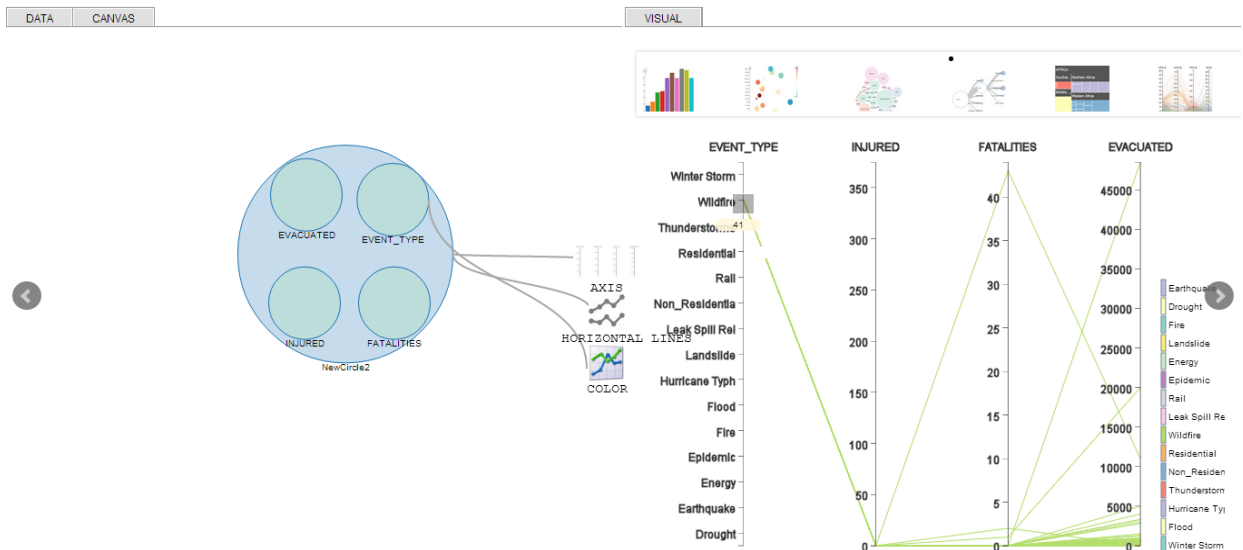 DATA
CANVAS
VISUAL
EVENT_TYPE
INJURED
FATALITIES
EVACUATED
Winter Storm
Wildfire
Residential
Rail
Non_Residentia
Leak Spill Rel
Landslide
Hurricane Typh
Flood
Fire
Epidemic
Energy
Earthquake
Drought
41
350
300
250
200
150
100
50
0
40
35
30
25
20
15
10
5
0
45000
40000
35000
30000
25000
20000
15000
10000
5000
0
Earthquake
Drought
Fire
Landslide
Energy
Epidemic
Rail
Leak Spill Re
Wildfire
Residential
Non_Residen
Thunderstorm
Hurricane Ty
Flood
Winter Storm
EVACUATED
EVENT_TYPE
INJURED
FATALITIES
NewCircle2
AXIS
HORIZONTAL LINES
COLOR